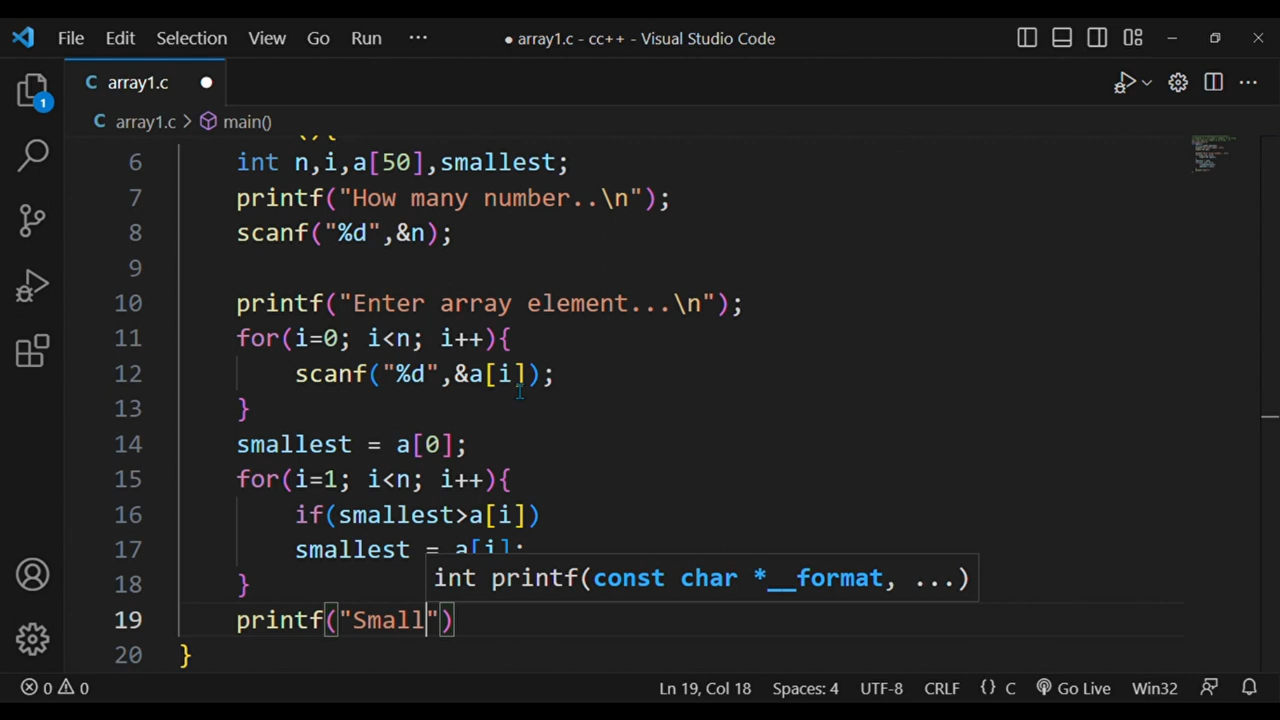 File Edit Selection View Go Run ··· ● array1.c - cc++ - Visual Studio Code
C array1.c ●
1
C array1.c > main()
(){
6 int n,i,a[50],smallest;
7 printf("How many number..\n");
8 scanf("%d",&n);
9
10 printf("Enter array element...\n");
11 for(i=0; i<n; i++){
12 scanf("%d",&a[i]);
13 }
14 smallest = a[0];
15 for(i=1; i<n; i++){
16 if(smallest>a[i])
17 smallest = a[i];
int printf(const char *__format, ...)
18 }
19 printf("Small")
20 }
0 0 Ln 19, Col 18 Spaces: 4 UTF-8 CRLF {} C Go Live Win32